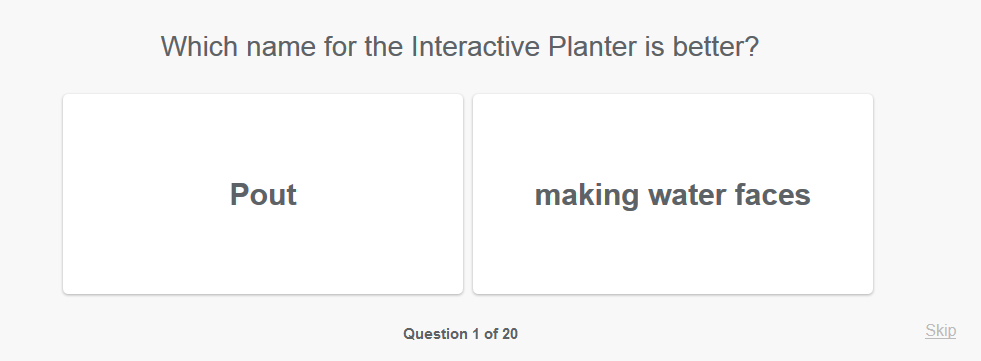 Which name for the Interactive Planter is better?
Pout
making water faces
Question 1 of 20
Skip